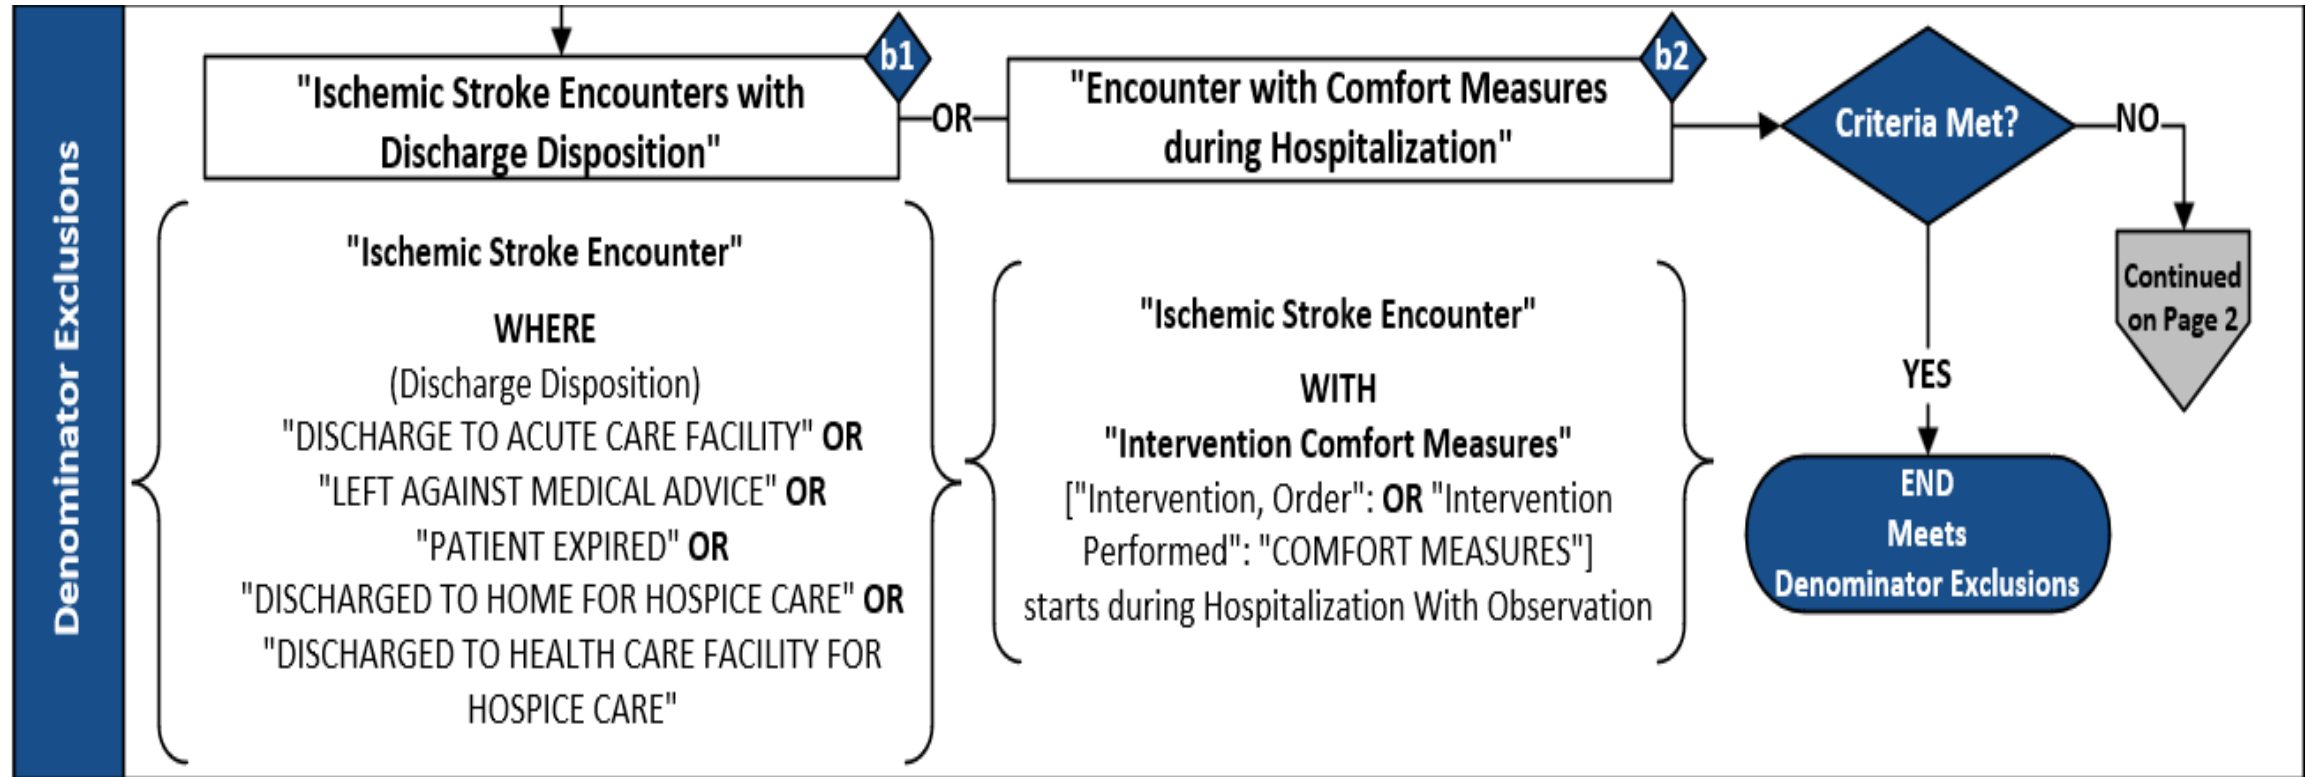 Denominator Exclusions
"Ischemic Stroke Encounters with
Discharge Disposition"
b1
OR
"Encounter with Comfort Measures
during Hospitalization"
b2
Criteria Met?
NO
Continued
on Page 2
YES
END
Meets
Denominator Exclusions
"Ischemic Stroke Encounter"
WHERE
(Discharge Disposition)
"DISCHARGE TO ACUTE CARE FACILITY" OR
"LEFT AGAINST MEDICAL ADVICE" OR
"PATIENT EXPIRED" OR
"DISCHARGED TO HOME FOR HOSPICE CARE" OR
"DISCHARGED TO HEALTH CARE FACILITY FOR
HOSPICE CARE"
"Ischemic Stroke Encounter"
WITH
"Intervention Comfort Measures"
["Intervention, Order": OR "Intervention
Performed": "COMFORT MEASURES"]
starts during Hospitalization With Observation